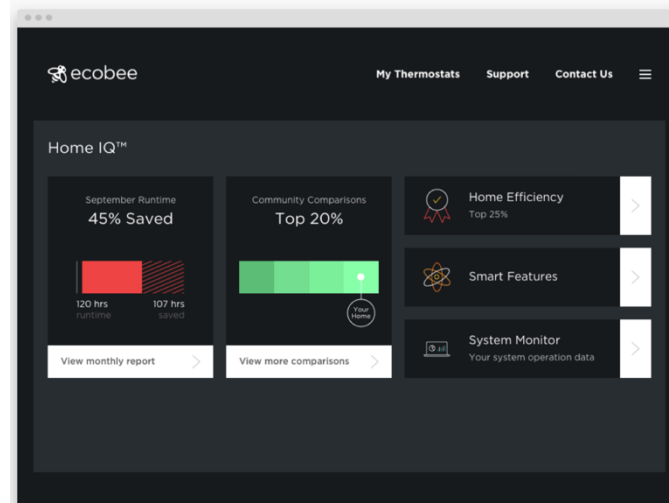 ecobee
My Thermostats
Support
Contact Us
Home IQ™
September Runtime
45% Saved
120 hrs
runtime
107 hrs
saved
View monthly report
Community Comparisons
Top 20%
Your
Home
View more comparisons
Home Efficiency
Top 25%
Smart Features
System Monitor
Your system operation data